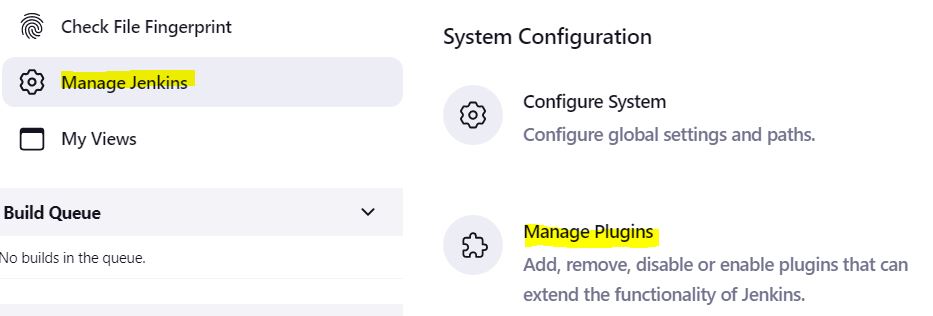 Check File Fingerprint
Manage Jenkins
My Views
Build Queue
No builds in the queue.
System Configuration
Configure System
Configure global settings and paths.
Manage Plugins
Add, remove, disable or enable plugins that can
extend the functionality of Jenkins.